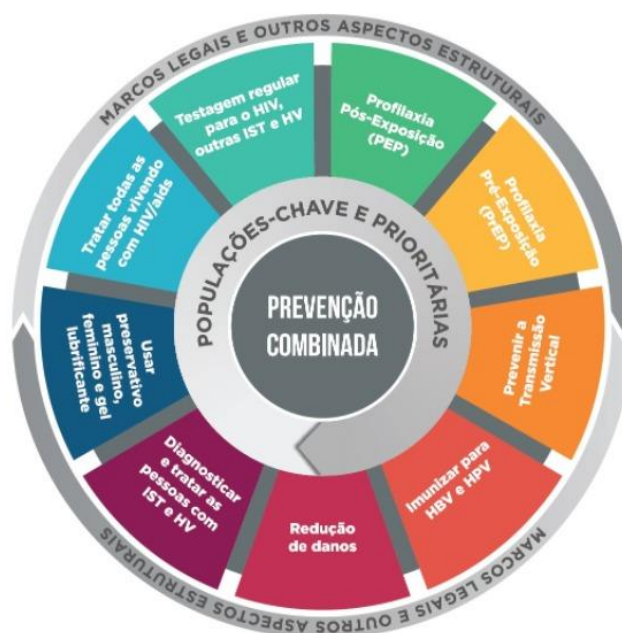 MARCOS LEGAIS E OUTROS ASPECTOS ESTRUTURAIS
Testagem regular
para o HIV,
outras IST e HV
Profilaxia
Pós-Exposição
(PEP)
Profilaxia
Pré-Exposição
(PrEP)
Prevenir a
Transmissão
Vertical
Imunizar para
HBV e HPV
Redução
de danos
Diagnosticar
e tratar as
pessoas com
IST e HV
Usar
preservativo
masculino,
feminino e gel
lubrificante
Tratar todas as
pessoas vivendo
com HIV/aids
POPULAÇÕES-CHAVE E PRIORITÁRIAS
PREVENÇÃO
COMBINADA
MARCOS LEGAIS E OUTROS ASPECTOS ESTRUTURAIS